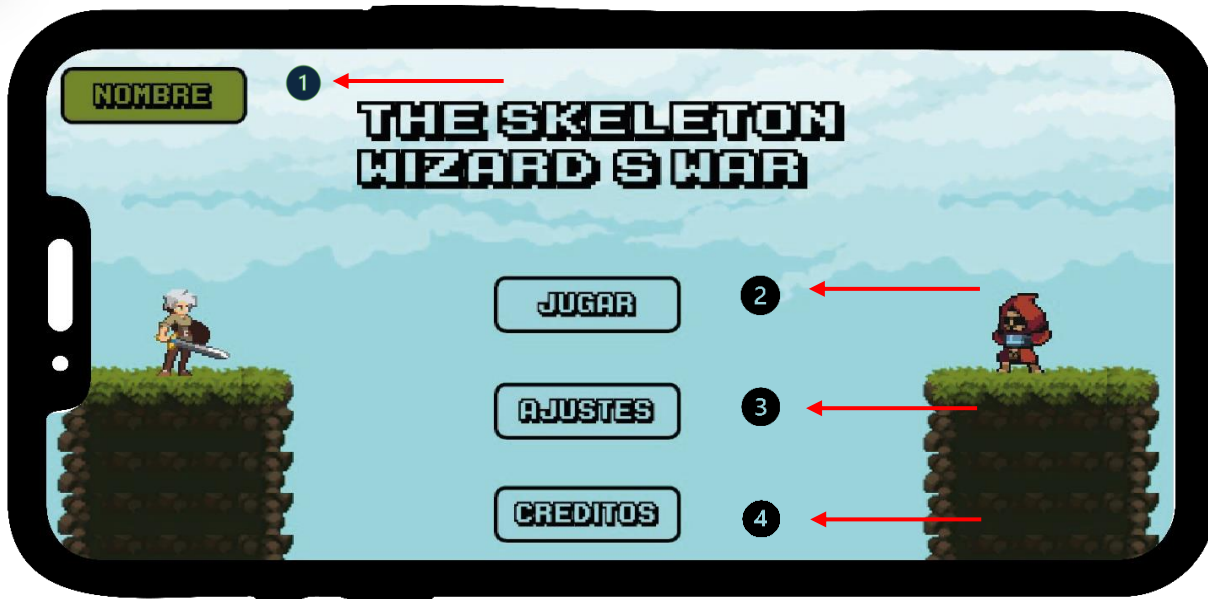 NOMBRE
1
THE SKELETON
WIZARD S WAR
JUGAR
2
AJUSTES
3
CREDITOS
4